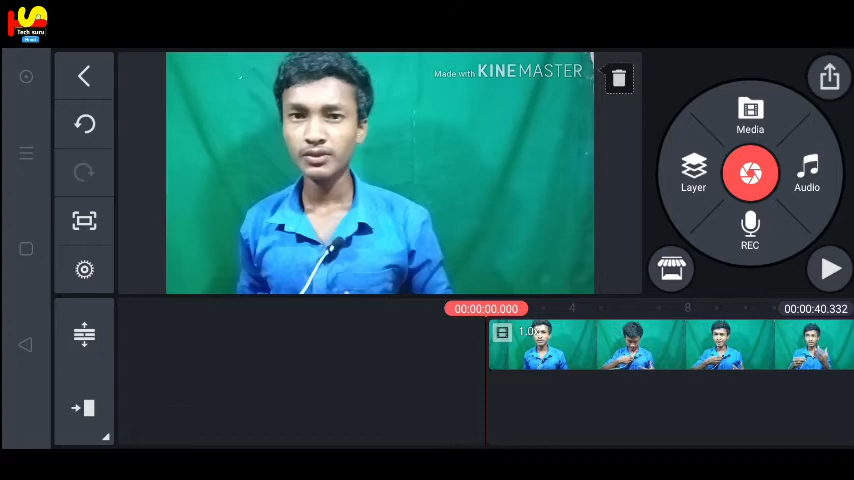 Tech suru
Hindi
Made with KINEMASTER
Media
Layer
Audio
REC
00:00:00.000
4
8
00:00:40.332
1.0x